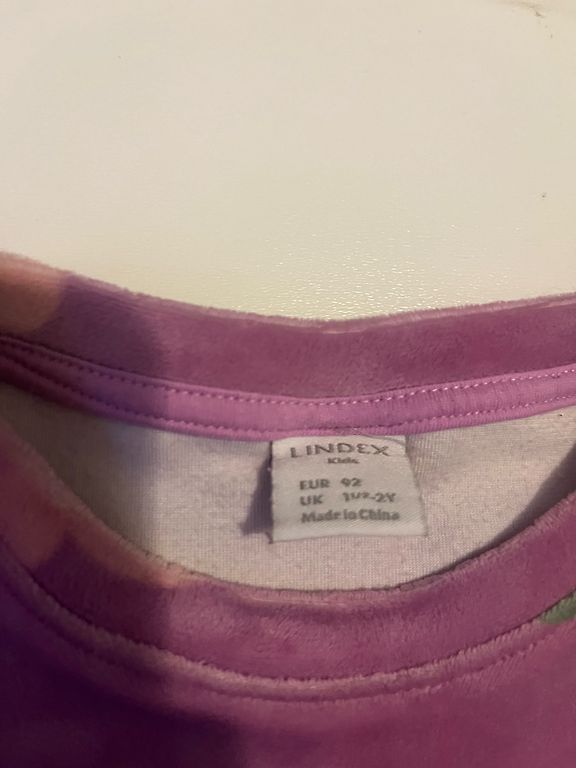 LINDEX
Kids
EUR 92
UK 1½-2Y
Made in China